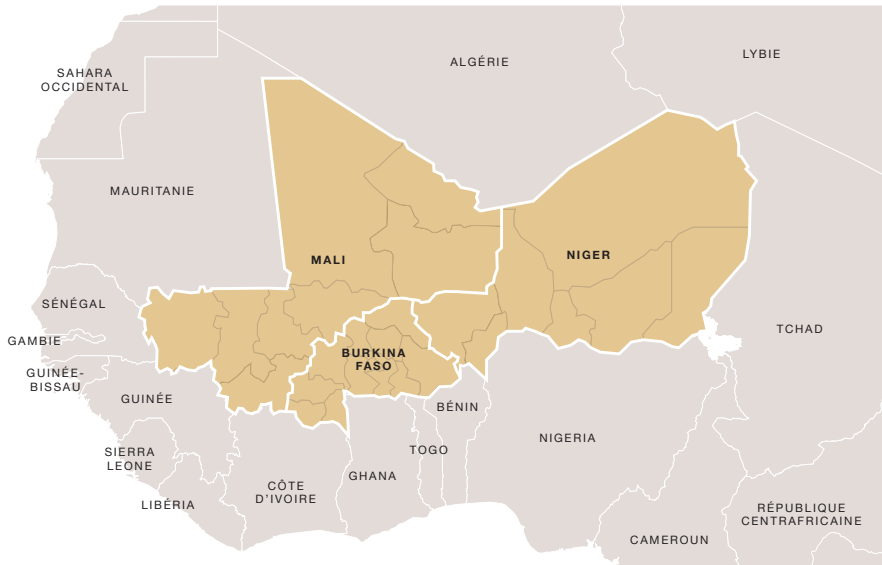 ALGÉRIE
LYBIE
SAHARA
OCCIDENTAL
MAURITANIE
MALI
NIGER
SÉNÉGAL
TCHAD
GAMBIE
BURKINA
FASO
GUINÉE-
BISSAU
GUINÉE
BÉNIN
NIGERIA
TOGO
SIERRA
LEONE
GHANA
CÔTE
D'IVOIRE
LIBÉRIA
RÉPUBLIQUE
CENTRAFRICAINE
CAMEROUN